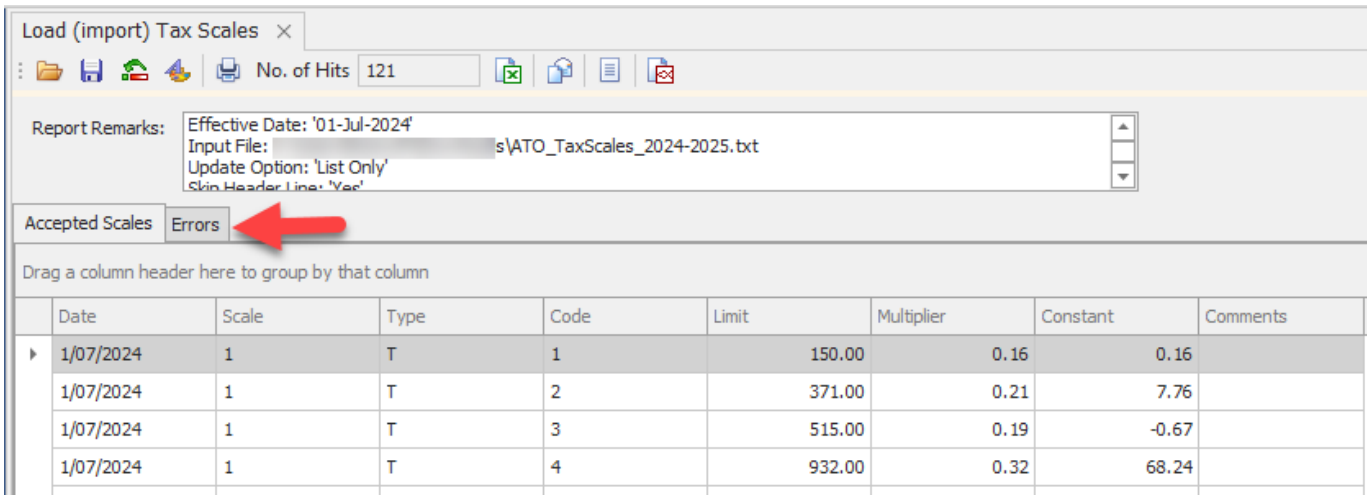 Load (import) Tax Scales
No. of Hits 121
Report Remarks:
Effective Date: '01-Jul-2024'
Input File: s\ATO_TaxScales_2024-2025.txt
Update Option: 'List Only'
Skip Header Line: 'Yes'
Accepted Scales Errors
Drag a column header here to group by that column
Date Scale Type Code Limit Multiplier Constant Comments
1/07/2024 1 T 1 150.00 0.16 0.16
1/07/2024 1 T 2 371.00 0.21 7.76
1/07/2024 1 T 3 515.00 0.19 -0.67
1/07/2024 1 T 4 932.00 0.32 68.24